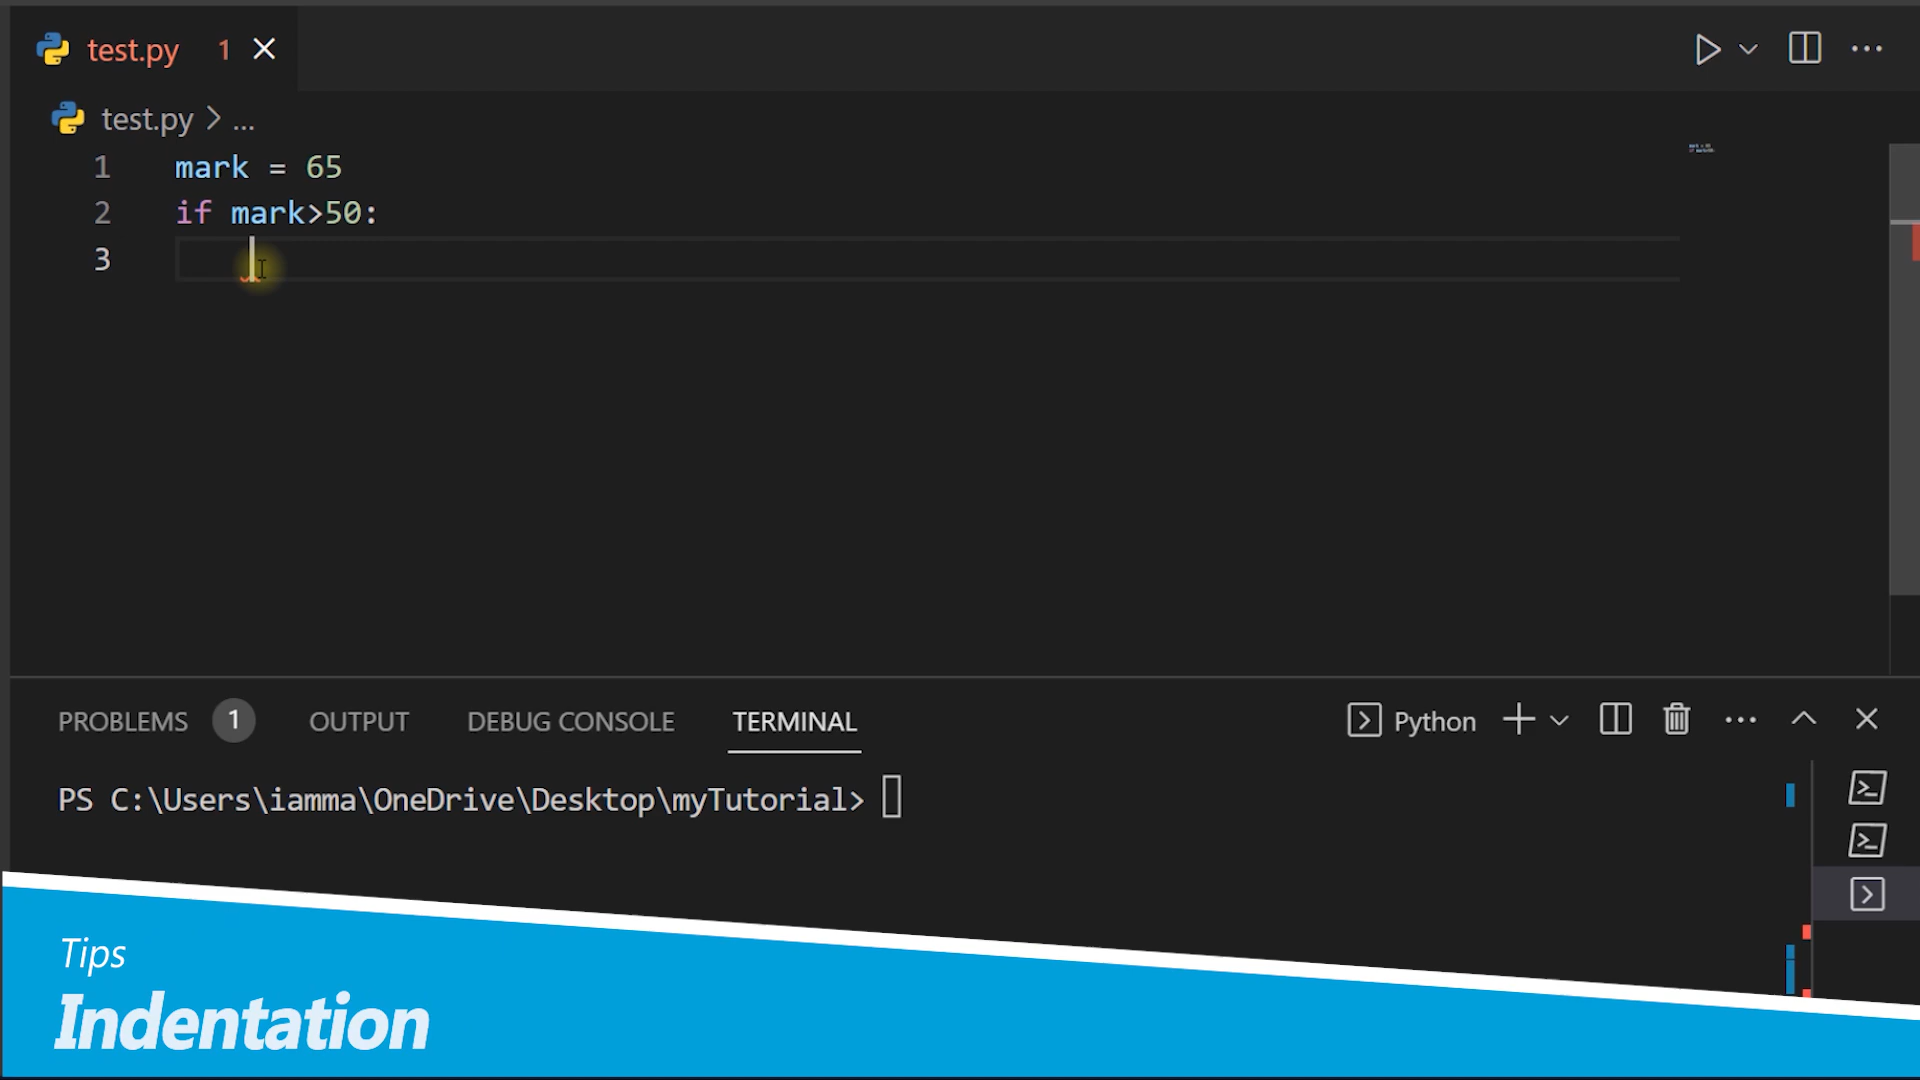 test.py 1
test.py > ...
1 mark = 65
2 if mark>50:
3
PROBLEMS 1 OUTPUT DEBUG CONSOLE TERMINAL Python
PS C:\Users\iamma\OneDrive\Desktop\myTutorial>
Tips
Indentation